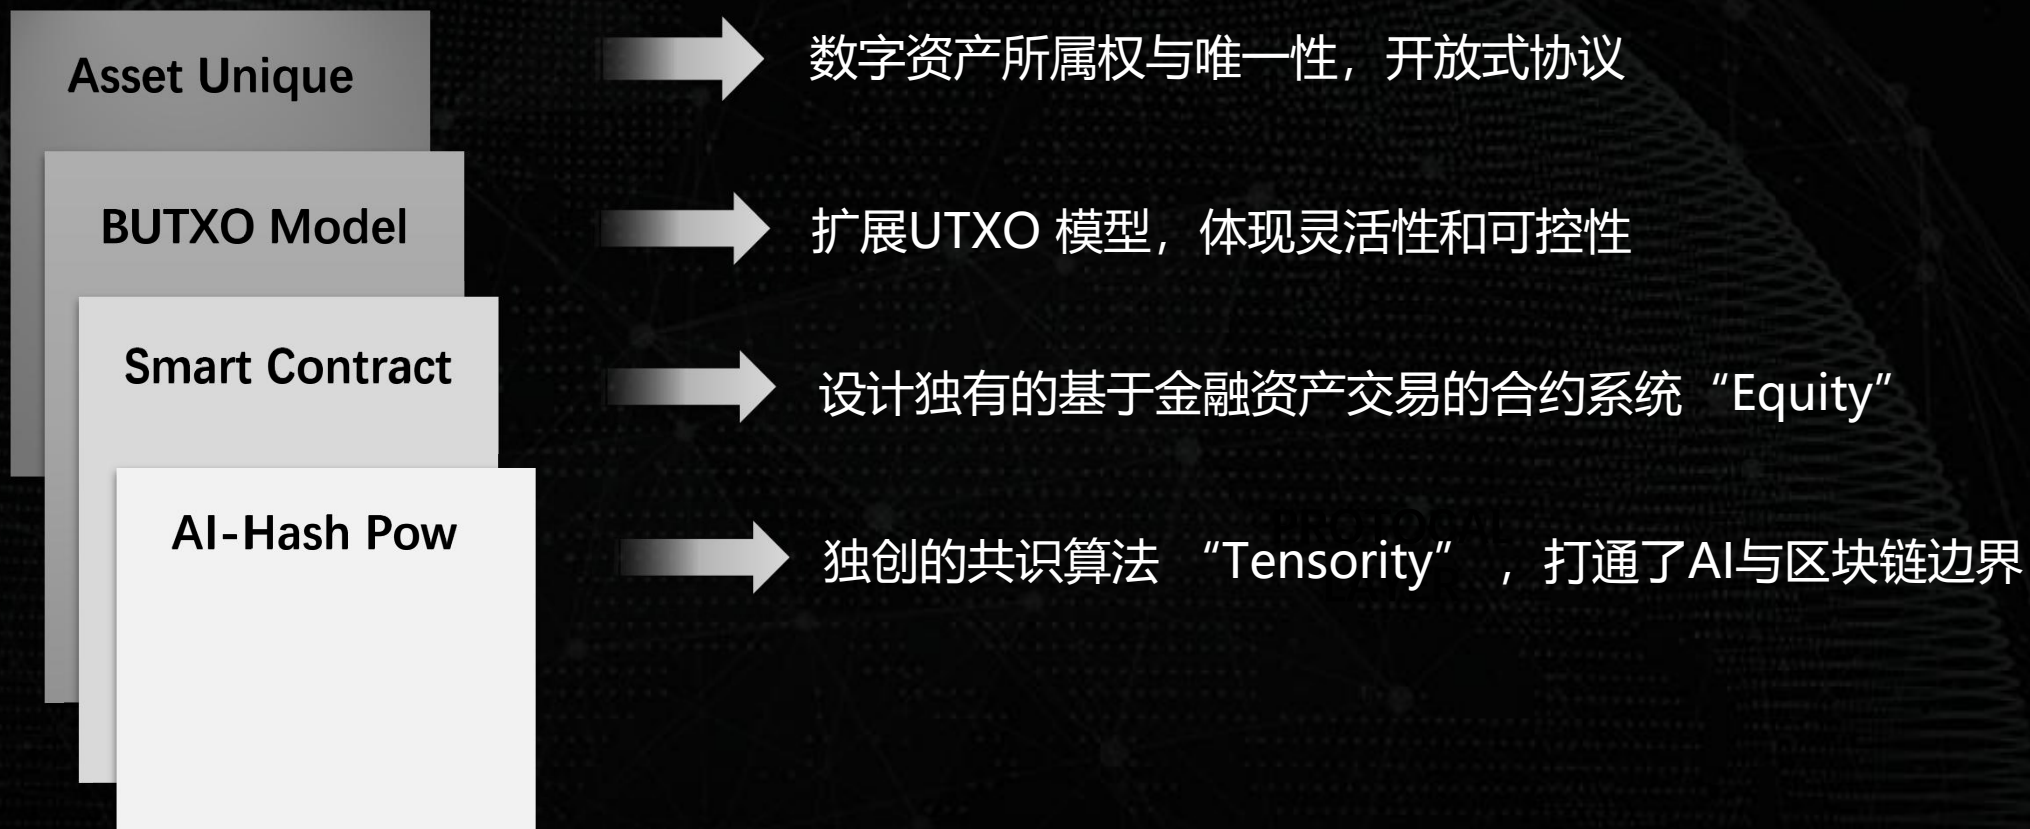 Asset Unique
数字资产所属权与唯一性，开放式协议
BUTXO Model
扩展UTXO 模型，体现灵活性和可控性
Smart Contract
设计独有的基于金融资产交易的合约系统“Equity”
AI-Hash Pow
独创的共识算法 “Tensority” ，打通了AI与区块链边界